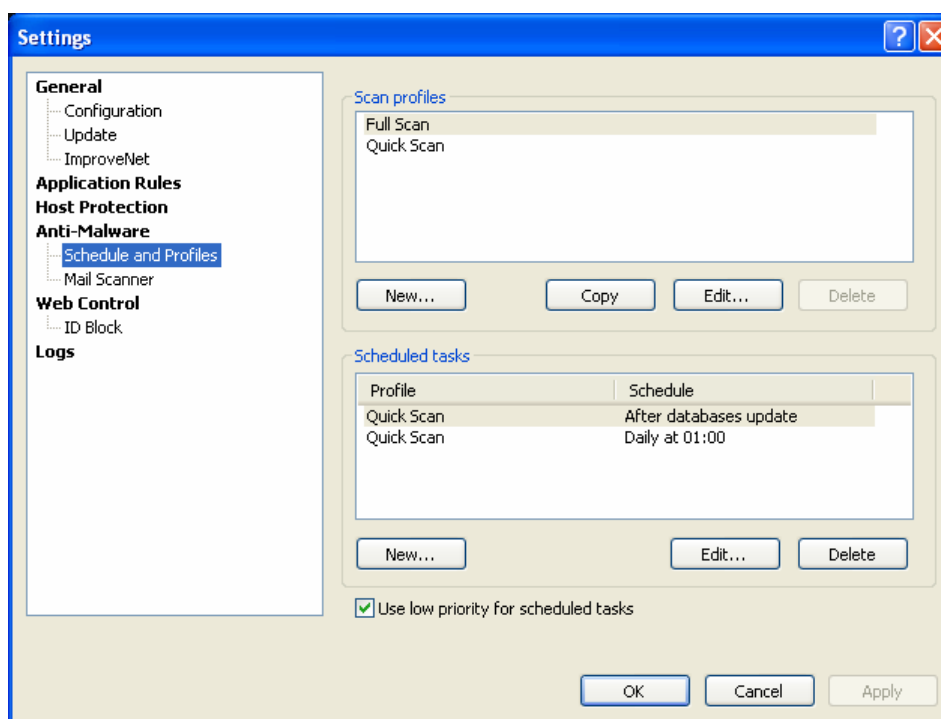 Settings
General
Configuration
Update
ImproveNet
Application Rules
Host Protection
Anti-Malware
Schedule and Profiles
Mail Scanner
Web Control
ID Block
Logs
Scan profiles
Full Scan
Quick Scan
New... Copy Edit... Delete
Scheduled tasks
Profile Schedule
Quick Scan After databases update
Quick Scan Daily at 01:00
New... Edit... Delete
Use low priority for scheduled tasks
OK Cancel Apply